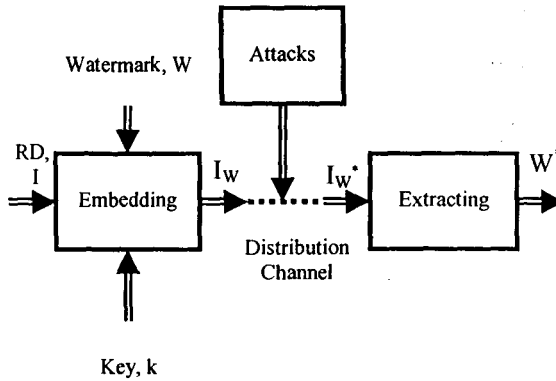 Watermark, W
Attacks
RD,
I
Embedding
I_W
I_W*
Extracting
W*
Distribution
Channel
Key, k